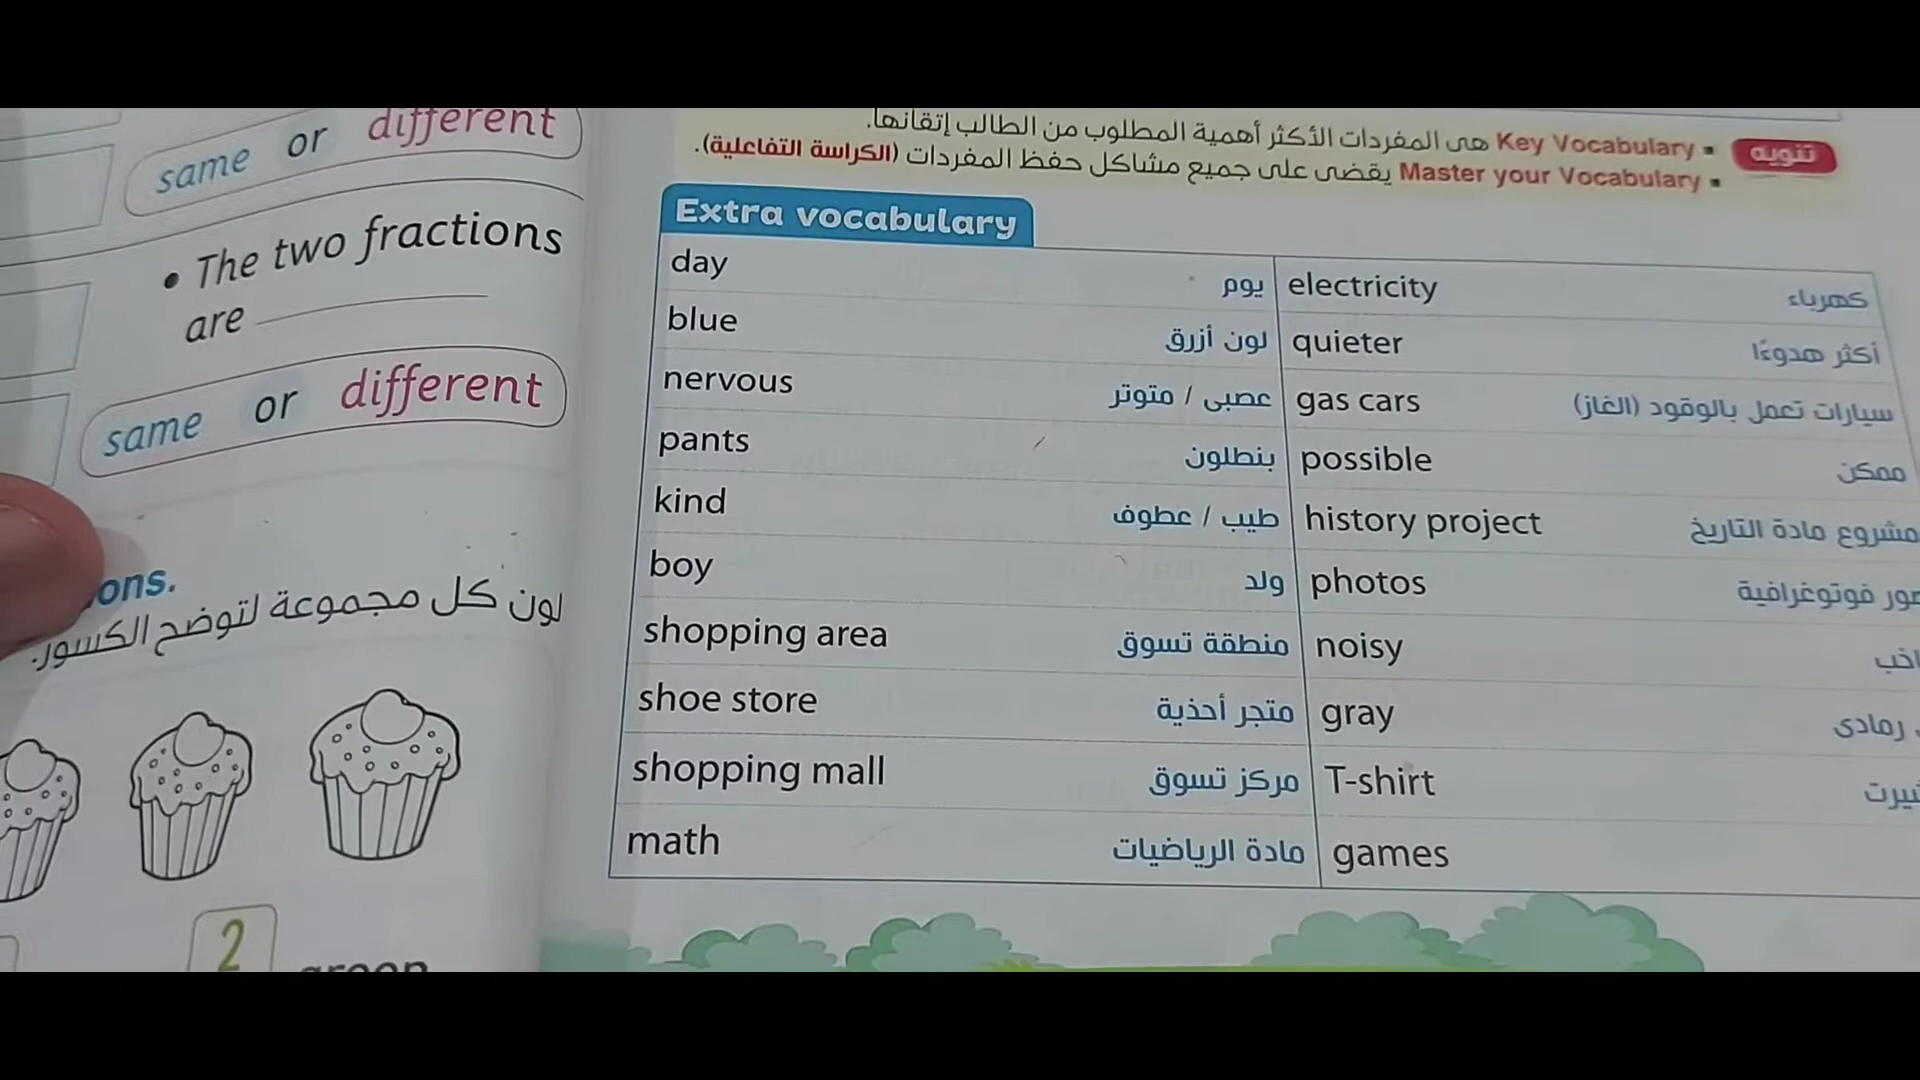 same or different
• The two fractions
are
same or different
ons.
لون كل مجموعة لتوضح الكسور.
2
green
تنويه
▪ Key Vocabulary هى المفردات الأكثر أهمية المطلوب من الطالب إتقانها.
▪ Master your Vocabulary يقضى على جميع مشاكل حفظ المفردات (الكراسة التفاعلية).
Extra vocabulary
day يوم electricity كهرباء
blue لون أزرق quieter أكثر هدوءًا
nervous عصبى / متوتر gas cars سيارات تعمل بالوقود (الغاز)
pants بنطلون possible ممكن
kind طيب / عطوف history project مشروع مادة التاريخ
boy ولد photos فوتوغرافية
shopping area منطقة تسوق noisy
shoe store متجر أحذية gray رمادى
shopping mall مركز تسوق T-shirt
math مادة الرياضيات games